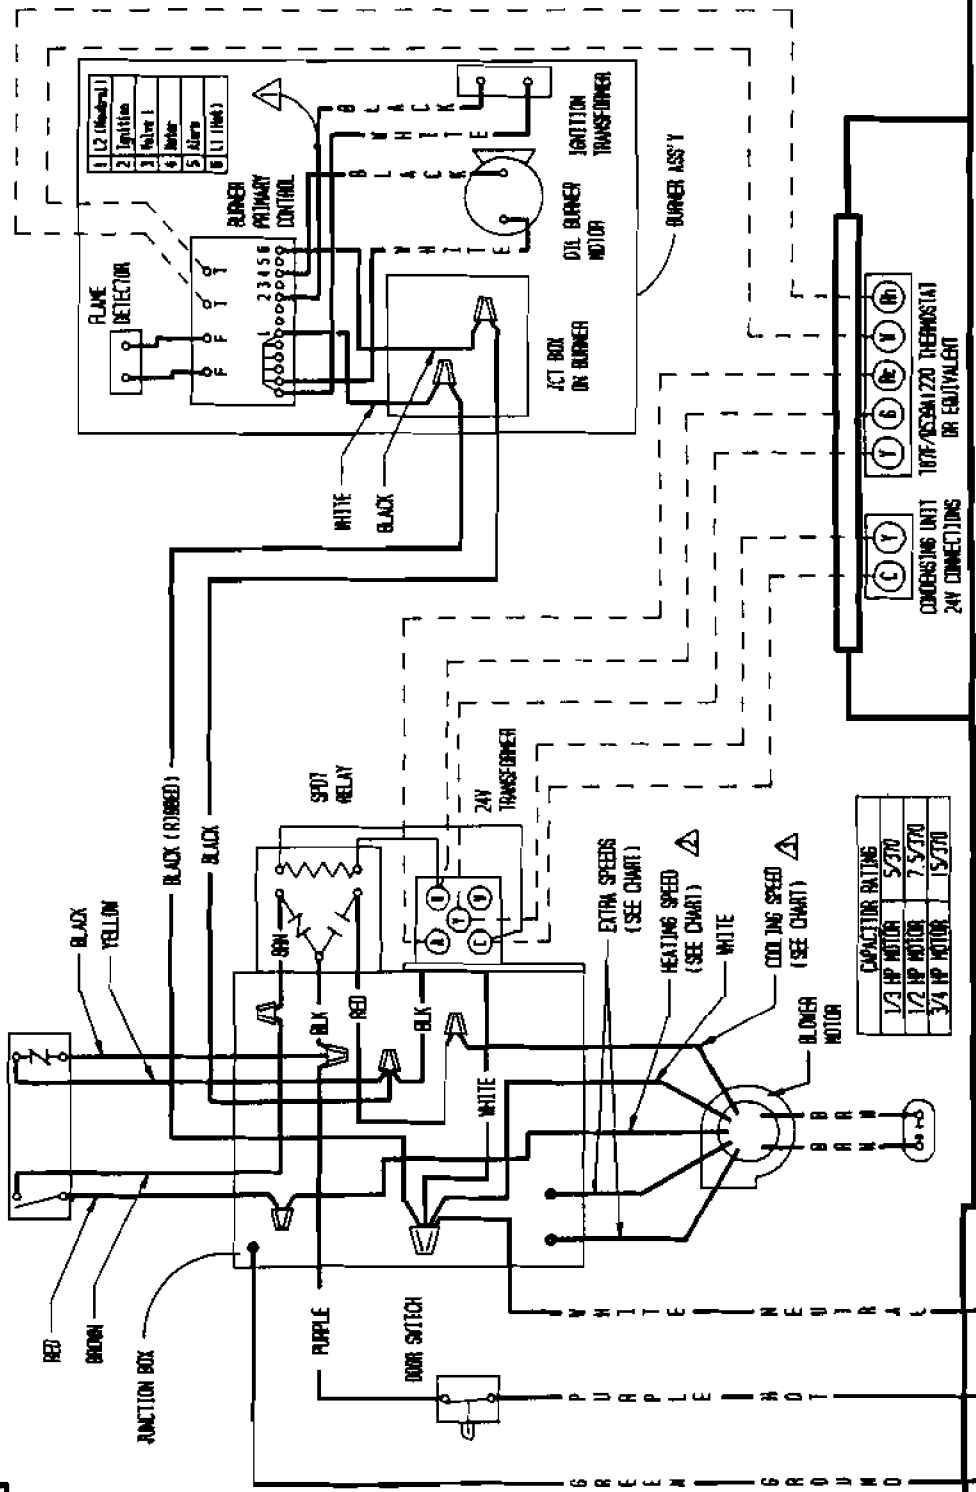 1 L2 (Neutral)
2 Ignition
3 Valve 1
4 Motor
5 Alarm
6 L1 (Hot)
1
BLACK
WHITE
IGNITION
TRANSFORMER
BURNER
PRIMARY
CONTROL
BLACK
WHITE
OIL BURNER
MOTOR
BURNER ASS'Y
FLAME
DETECTOR
T
T
F
F
1
2
3
4
5
6
JCT BOX
ON BURNER
WHITE
BLACK
Rh
W
Rc
G
Y
THERMOSTAT
OR EQUIVALENT
Y
C
CONDENSING UNIT
24V CONNECTIONS
BLACK (RIBBED)
BLACK
BLACK
YELLOW
SPDT
RELAY
24V
TRANSFORMER
BRN
BLK
RED
BLK
WHITE
R
G
Y
C
W
EXTRA SPEEDS
(SEE CHART)
HEATING SPEED
(SEE CHART)
WHITE
COOLING SPEED
(SEE CHART)
BLOWER
MOTOR
BRN
BRN
CAPACITOR RATING
1/3 HP MOTOR 5/370
1/2 HP MOTOR 7.5/370
3/4 HP MOTOR 15/370
RED
BROWN
JUNCTION BOX
PURPLE
DOOR SWITCH
WHITE NEUTRAL
PURPLE HOT
GREEN GROUND